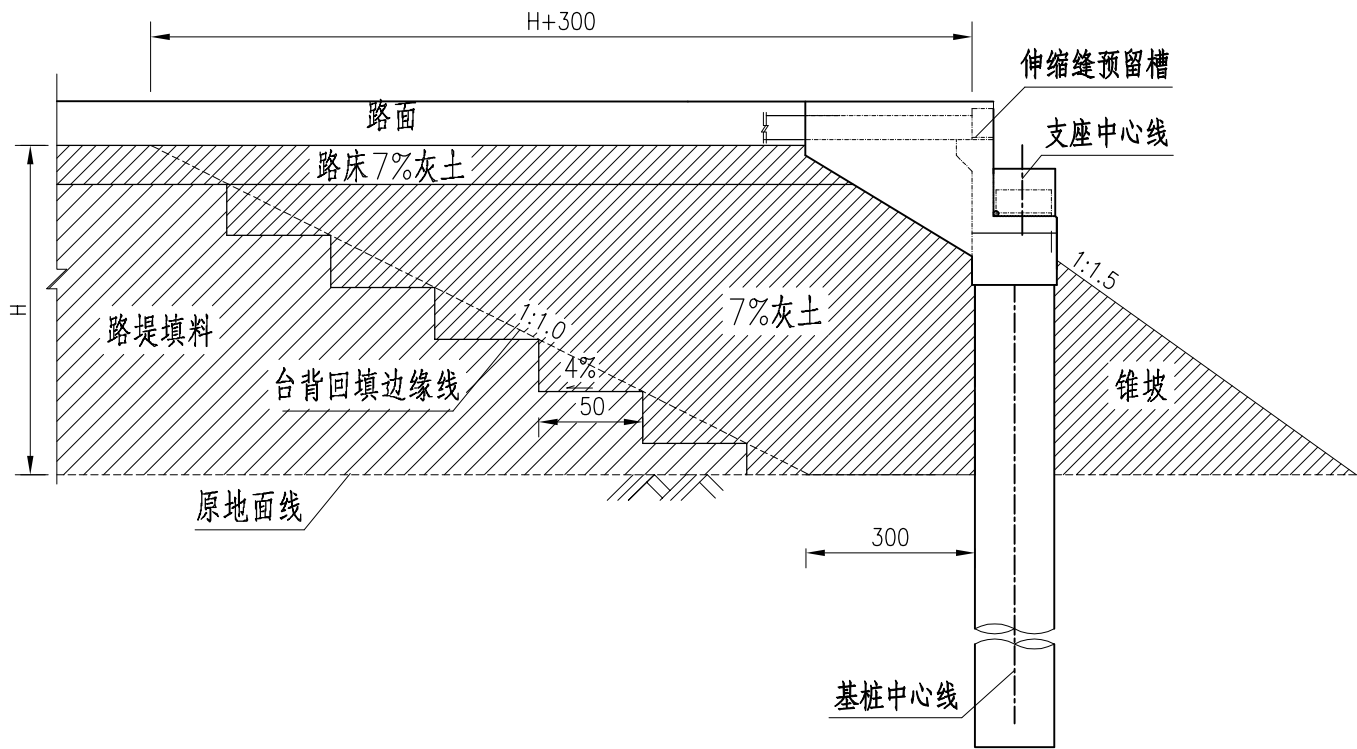 H+300
伸缩缝预留槽
路面
支座中心线
路床7%灰土
1:1.5
H
7%灰土
1:1.0
路堤填料
4%
台背回填边缘线
锥坡
50
原地面线
300
基桩中心线